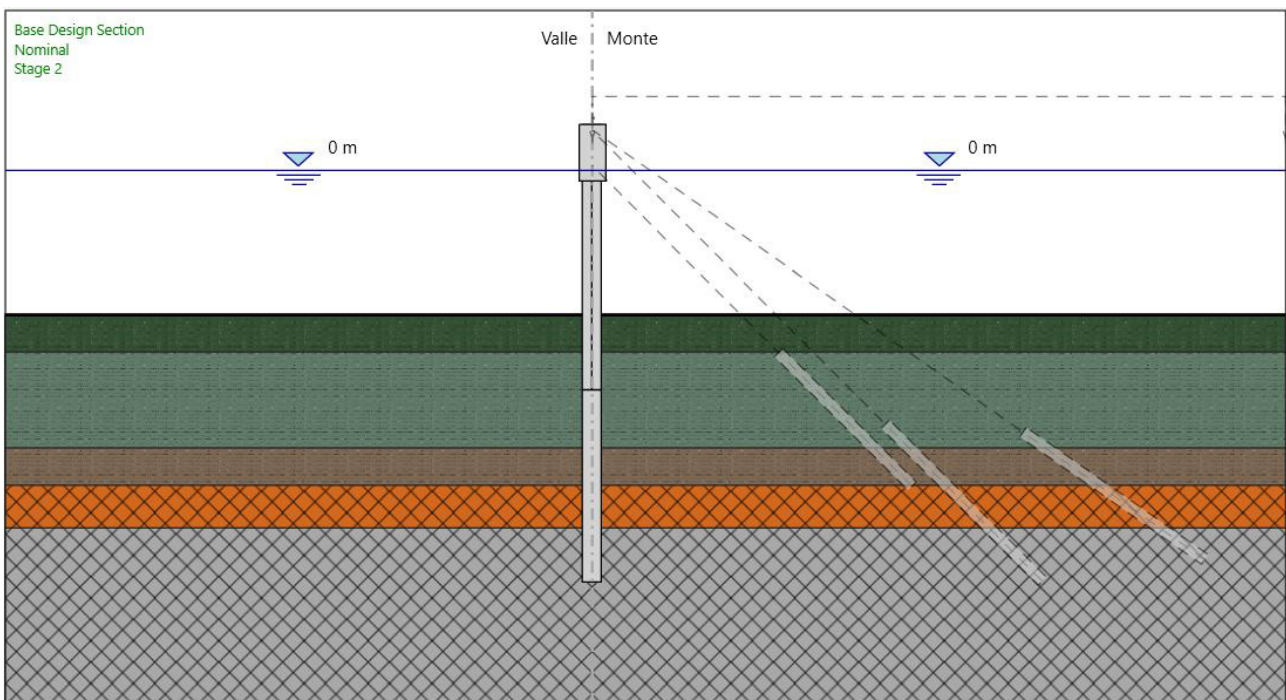 Base Design Section
Nominal
Stage 2
Valle
Monte
0 m
0 m